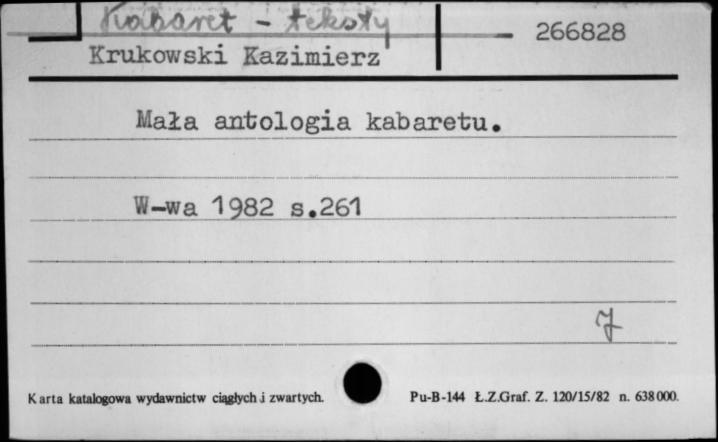 Kabaret - teksty
266828
Krukowski Kazimierz
Mała antologia kabaretu.
W-wa 1982 s.261
J
Karta katalogowa wydawnictw ciągłych i zwartych.
Pu-B-144 Ł.Z.Graf. Z. 120/15/82 n. 638000.